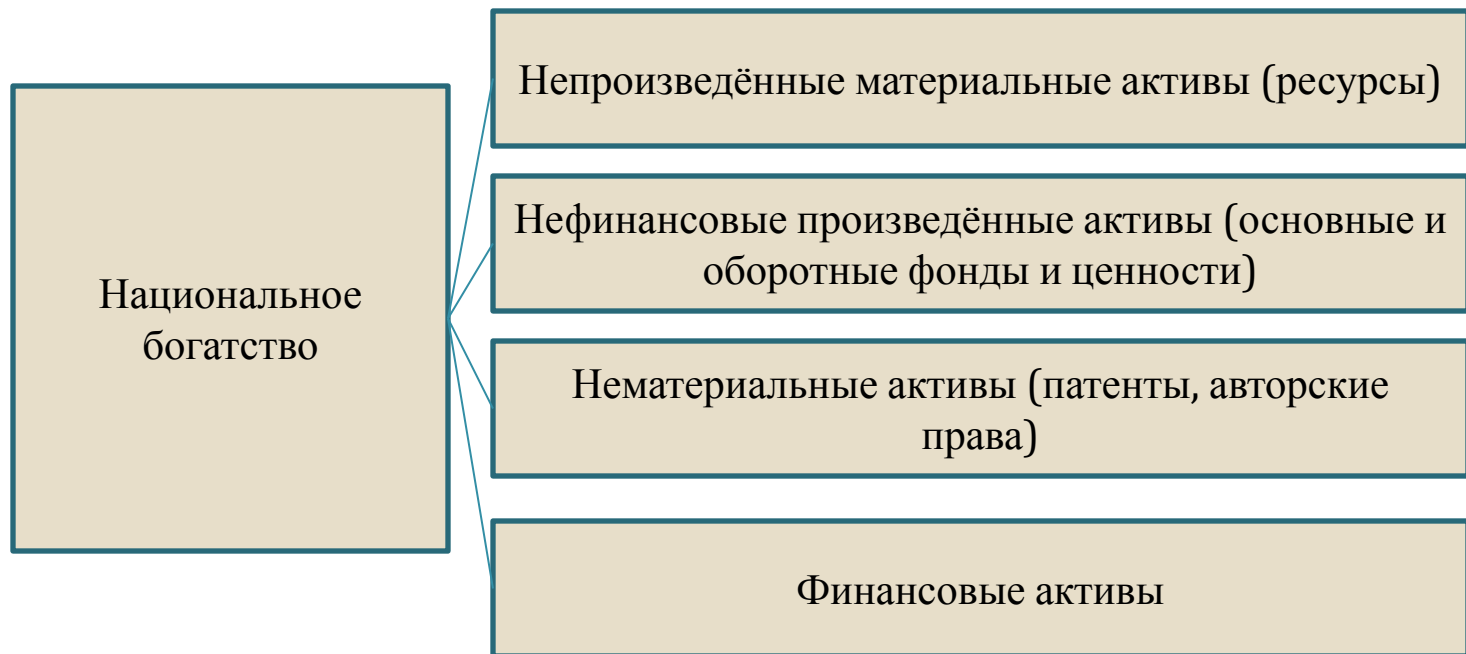 Национальное
богатство
Непроизведённые материальные активы (ресурсы)
Нефинансовые произведённые активы (основные и
оборотные фонды и ценности)
Нематериальные активы (патенты, авторские
права)
Финансовые активы